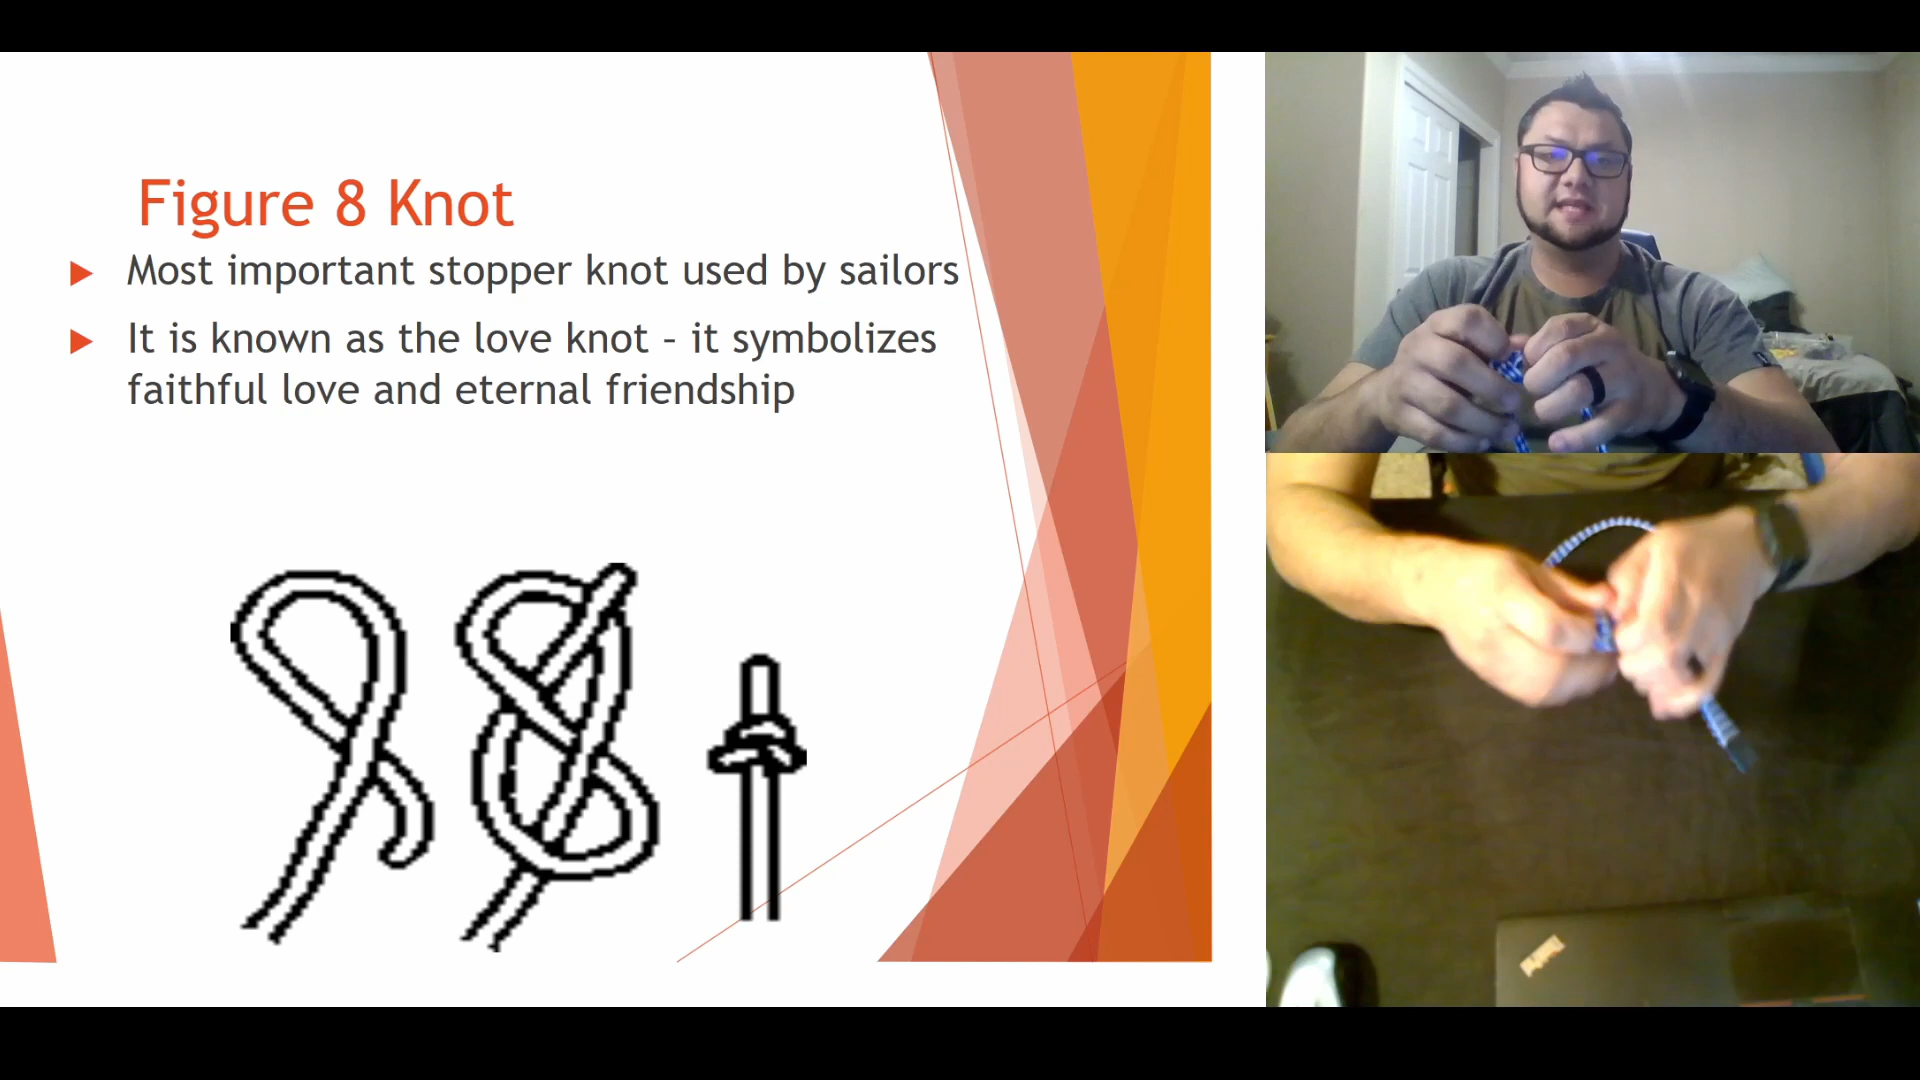 Figure 8 Knot
Most important stopper knot used by sailors
It is known as the love knot – it symbolizes
faithful love and eternal friendship